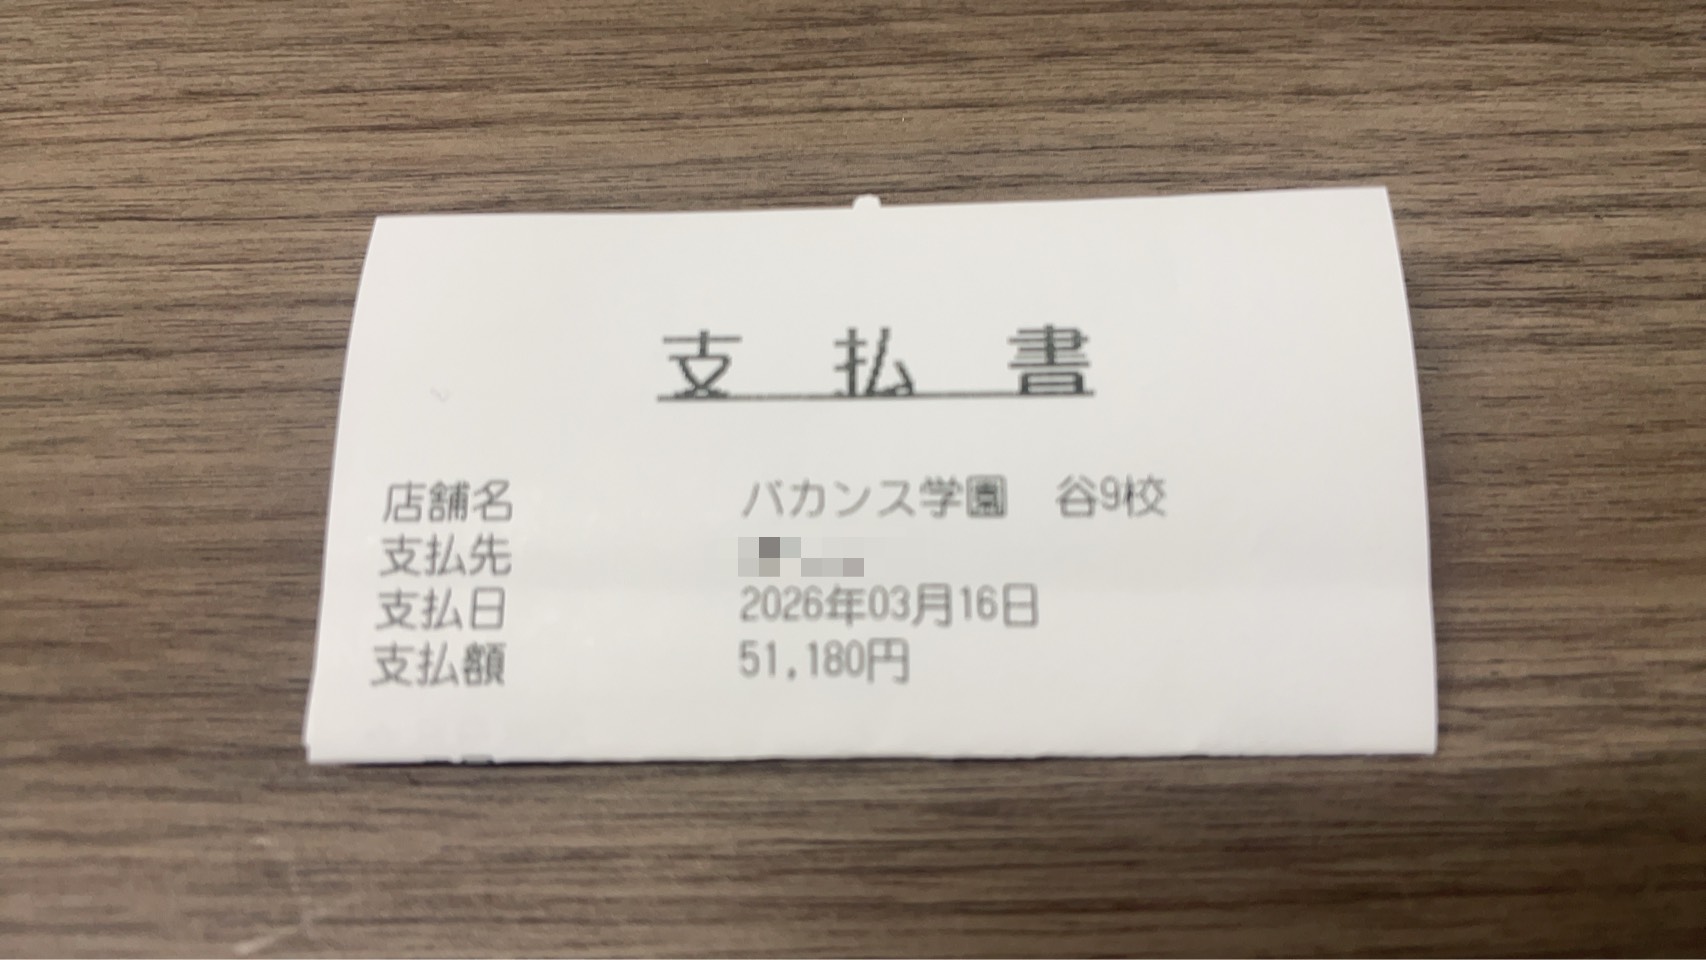 支 払 書
店舗名 バカンス学園 谷9校
支払先
支払日 2026年03月16日
支払額 51,180円